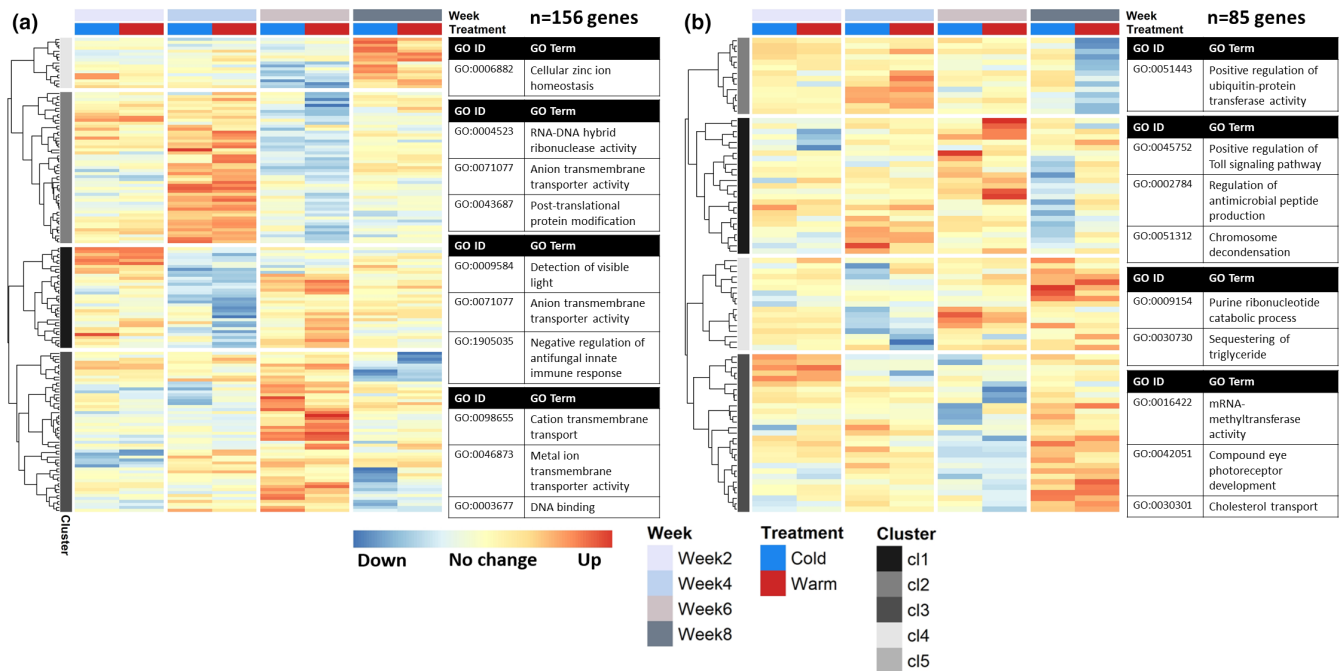 (a)
Week
Treatment
n=156 genes
GO ID GO Term
GO:0006882 Cellular zinc ion
homeostasis
GO ID GO Term
GO:0004523 RNA-DNA hybrid
ribonuclease activity
GO:0071077 Anion transmembrane
transporter activity
GO:0043687 Post-translational
protein modification
GO ID GO Term
GO:0009584 Detection of visible
light
GO:0071077 Anion transmembrane
transporter activity
GO:1905035 Negative regulation of
antifungal innate
immune response
GO ID GO Term
GO:0098655 Cation transmembrane
transport
GO:0046873 Metal ion
transmembrane
transporter activity
GO:0003677 DNA binding
Cluster
(b)
Week
Treatment
n=85 genes
GO ID GO Term
GO:0051443 Positive regulation of
ubiquitin-protein
transferase activity
GO ID GO Term
GO:0045752 Positive regulation of
Toll signaling pathway
GO:0002784 Regulation of
antimicrobial peptide
production
GO:0051312 Chromosome
decondensation
GO ID GO Term
GO:0009154 Purine ribonucleotide
catabolic process
GO:0030730 Sequestering of
triglyceride
GO ID GO Term
GO:0016422 mRNA-
methyltransferase
activity
GO:0042051 Compound eye
photoreceptor
development
GO:0030301 Cholesterol transport
Down No change Up
Week
Week2
Week4
Week6
Week8
Treatment
Cold
Warm
Cluster
cl1
cl2
cl3
cl4
cl5